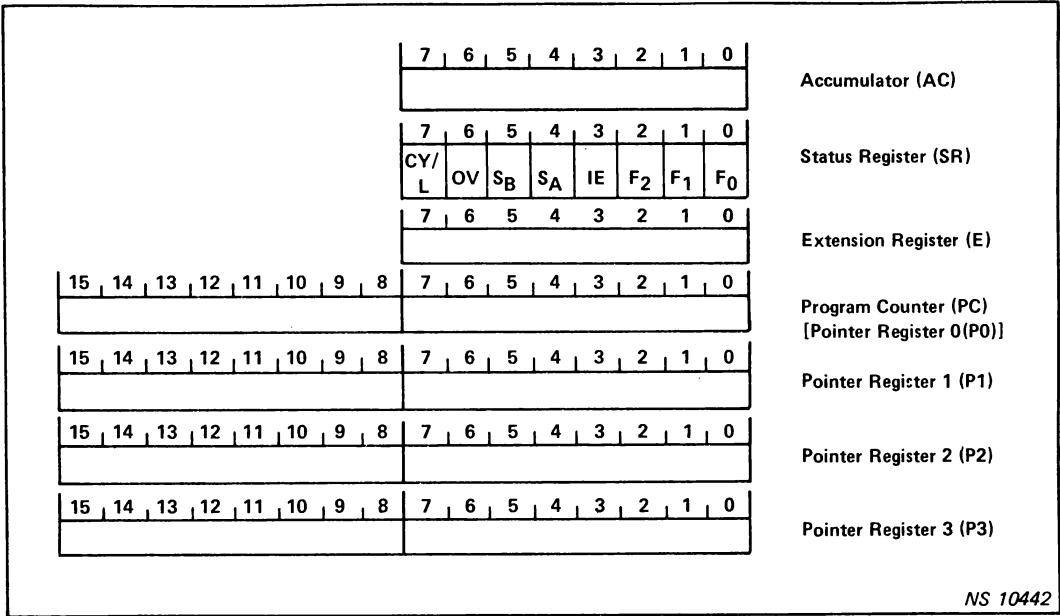 7 6 5 4 3 2 1 0
Accumulator (AC)
7 6 5 4 3 2 1 0
CY/L OV SB SA IE F2 F1 F0
Status Register (SR)
7 6 5 4 3 2 1 0
Extension Register (E)
15 14 13 12 11 10 9 8 7 6 5 4 3 2 1 0
Program Counter (PC)
[Pointer Register 0(P0)]
15 14 13 12 11 10 9 8 7 6 5 4 3 2 1 0
Pointer Register 1 (P1)
15 14 13 12 11 10 9 8 7 6 5 4 3 2 1 0
Pointer Register 2 (P2)
15 14 13 12 11 10 9 8 7 6 5 4 3 2 1 0
Pointer Register 3 (P3)
NS 10442